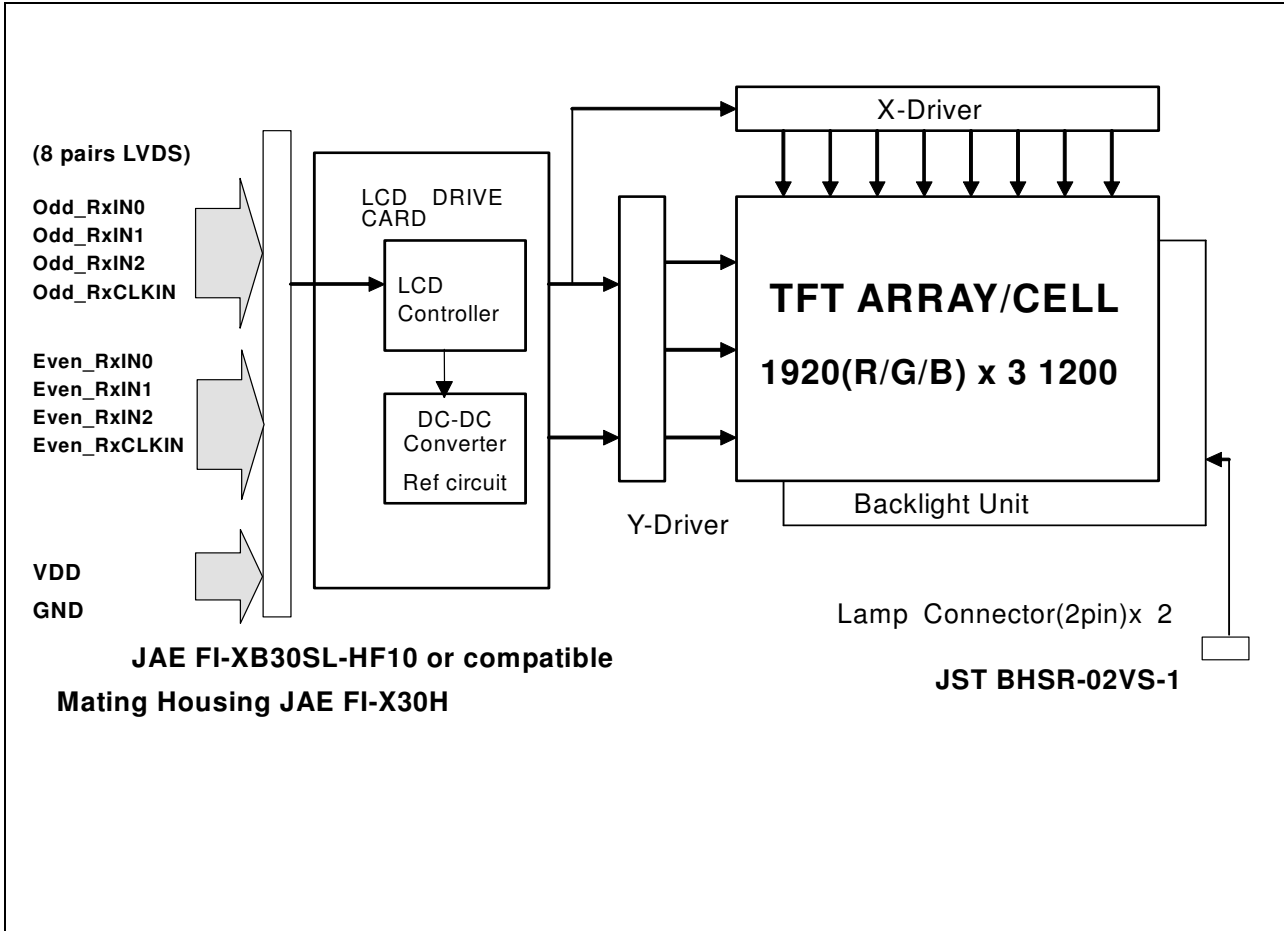 (8 pairs LVDS)
Odd_RxIN0
Odd_RxIN1
Odd_RxIN2
Odd_RxCLKIN
Even_RxIN0
Even_RxIN1
Even_RxIN2
Even_RxCLKIN
VDD
GND
JAE FI-XB30SL-HF10 or compatible
Mating Housing JAE FI-X30H
LCD DRIVE
CARD
LCD
Controller
DC-DC
Converter
Ref circuit
Y-Driver
X-Driver
TFT ARRAY/CELL
1920(R/G/B) x 3 1200
Backlight Unit
Lamp Connector(2pin)x 2
JST BHSR-02VS-1